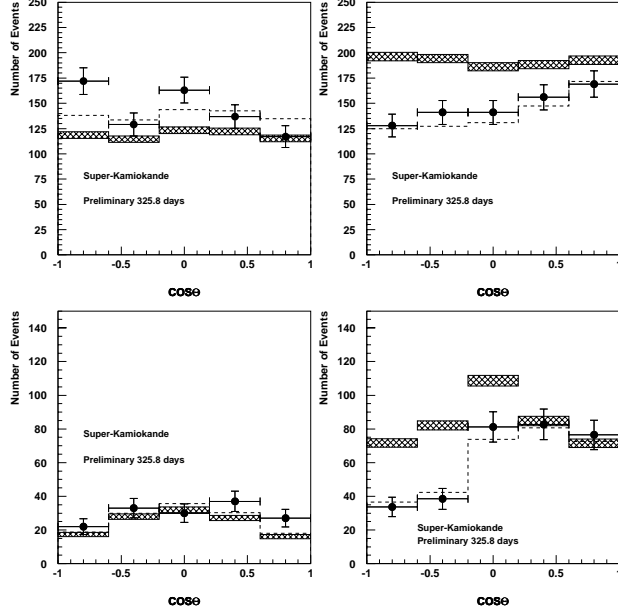 Number of Events
250
225
200
175
150
125
100
75
50
25
0
Super-Kamiokande
Preliminary 325.8 days
-1 -0.5 0 0.5 1
COSΘ
Number of Events
250
225
200
175
150
125
100
75
50
25
0
Super-Kamiokande
Preliminary 325.8 days
-1 -0.5 0 0.5 1
COSΘ
Number of Events
140
120
100
80
60
40
20
0
Super-Kamiokande
Preliminary 325.8 days
-1 -0.5 0 0.5 1
COSΘ
Number of Events
140
120
100
80
60
40
20
0
Super-Kamiokande
Preliminary 325.8 days
-1 -0.5 0 0.5 1
COSΘ